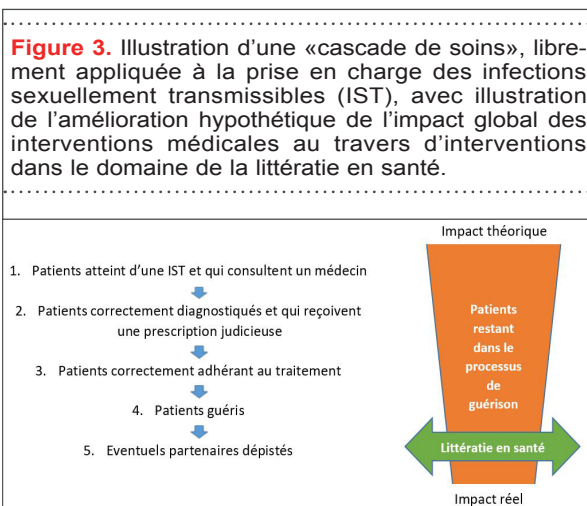 Figure 3. Illustration d’une «cascade de soins», libre-
ment appliquée à la prise en charge des infections
sexuellement transmissibles (IST), avec illustration
de l’amélioration hypothétique de l’impact global des
interventions médicales au travers d’interventions
dans le domaine de la littératie en santé.
1. Patients atteint d’une IST et qui consultent un médecin
2. Patients correctement diagnostiqués et qui reçoivent
une prescription judicieuse
3. Patients correctement adhérant au traitement
4. Patients guéris
5. Eventuels partenaires dépistés
Impact théorique
Patients
restant
dans le
processus
de
guérison
Littératie en santé
Impact réel